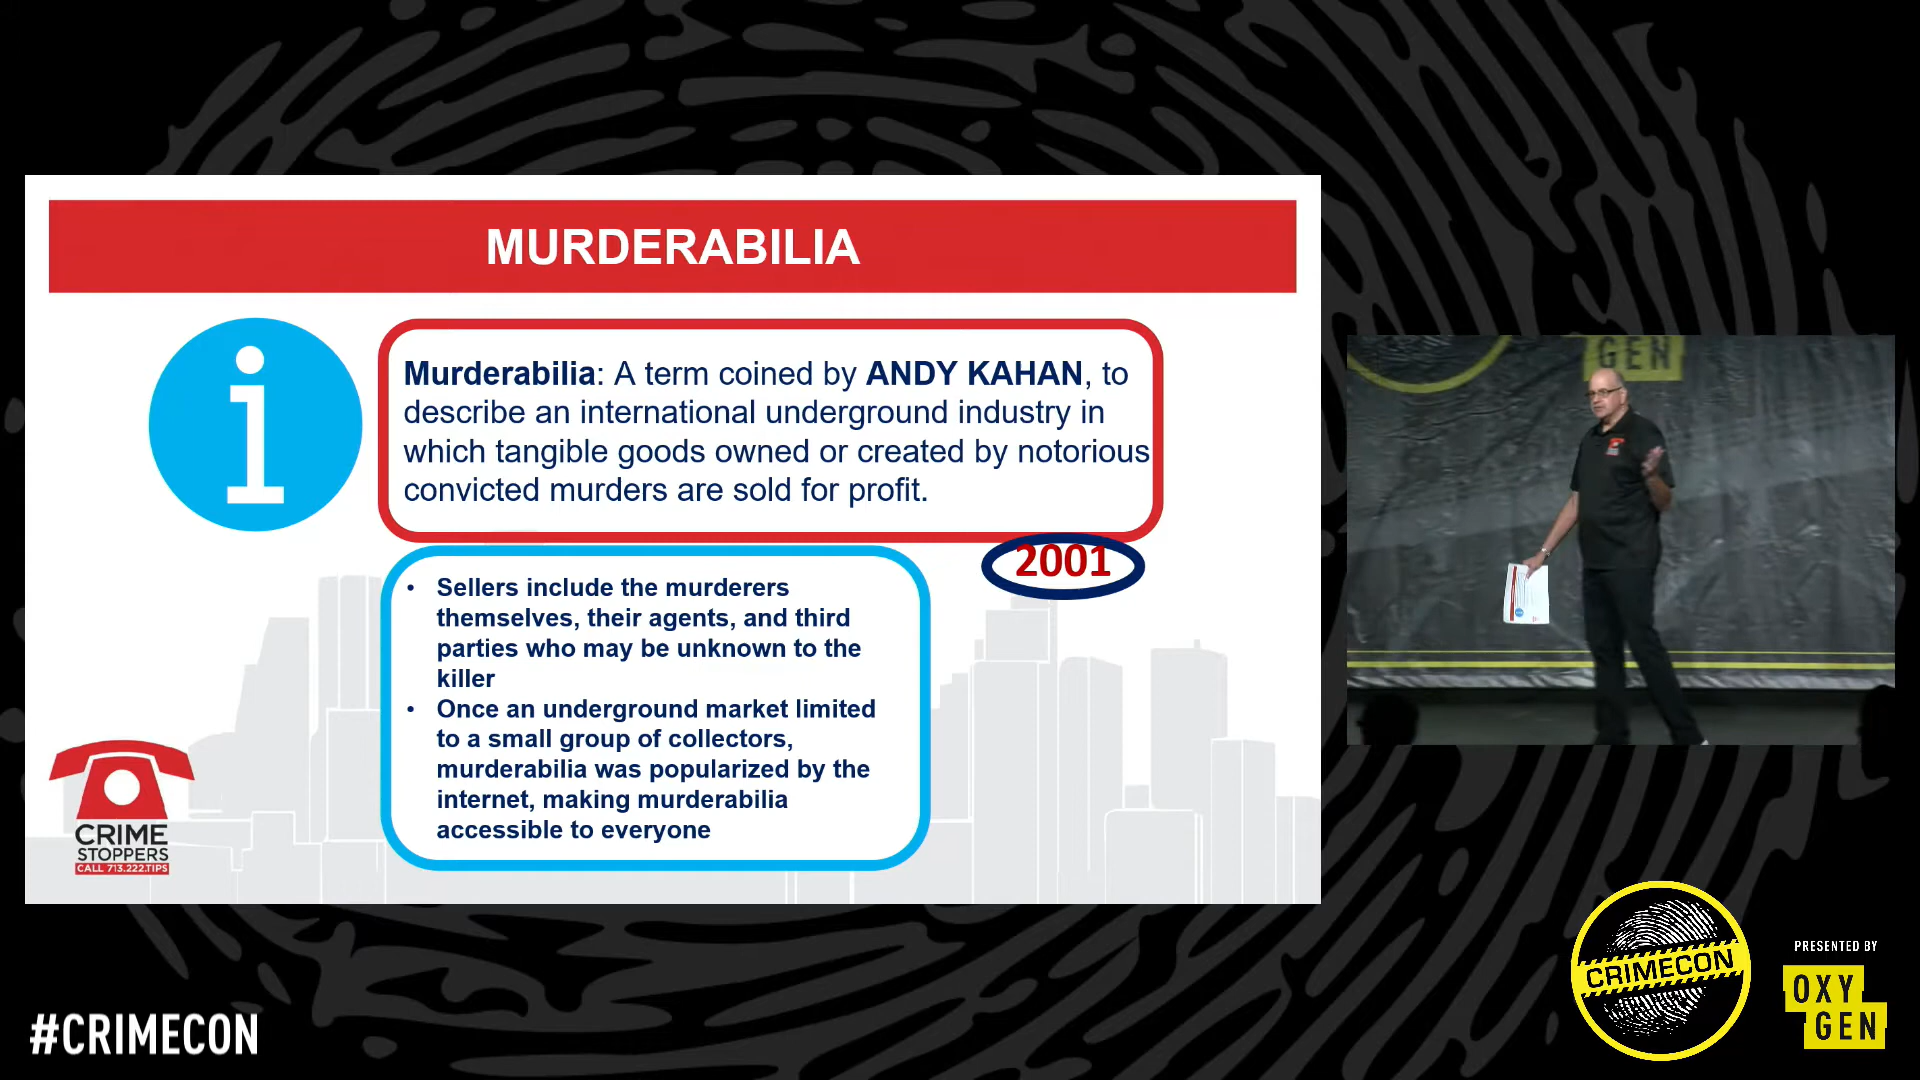 MURDERABILIA
Murderabilia: A term coined by ANDY KAHAN, to
describe an international underground industry in
which tangible goods owned or created by notorious
convicted murders are sold for profit.
2001
• Sellers include the murderers
themselves, their agents, and third
parties who may be unknown to the
killer
• Once an underground market limited
to a small group of collectors,
murderabilia was popularized by the
internet, making murderabilia
accessible to everyone
CRIME
STOPPERS
CALL 713.222.TIPS
GEN
#CRIMECON
CRIMECON
PRESENTED BY
OXY
GEN